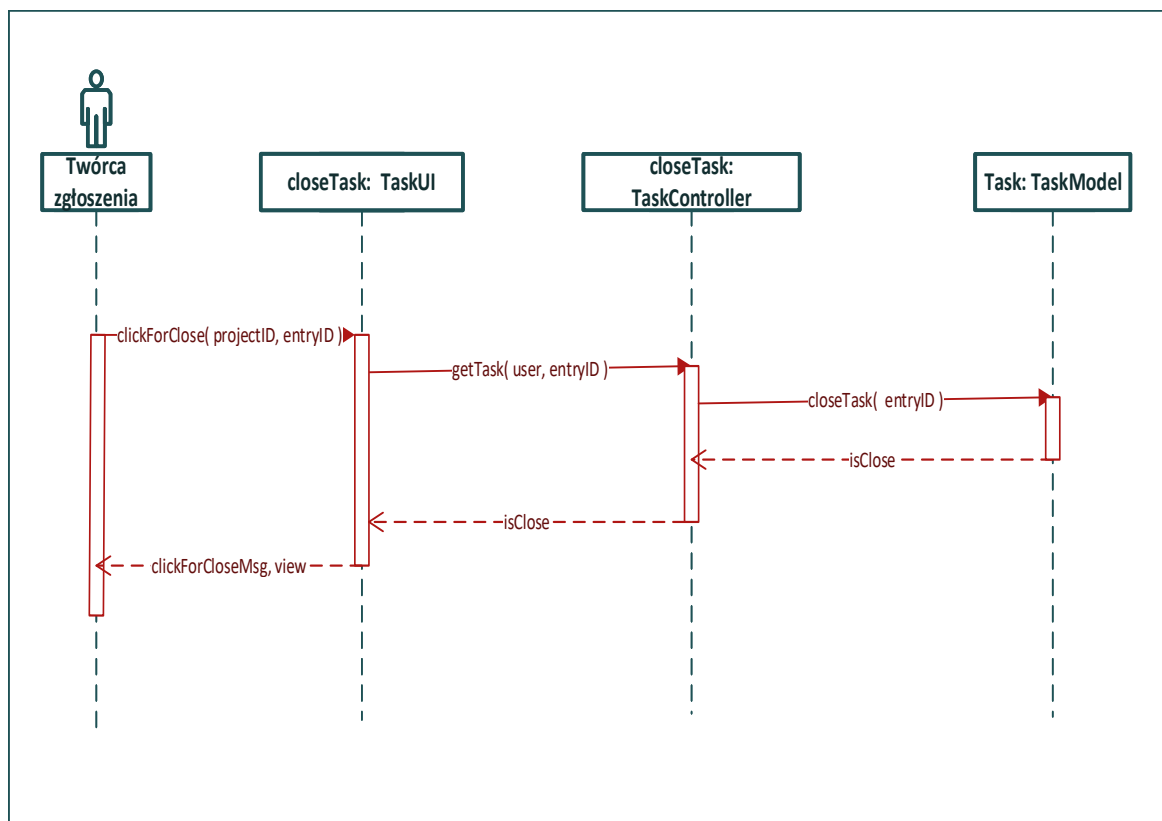 Twórca
zgłoszenia
closeTask:  TaskUI
closeTask:
TaskController
Task: TaskModel
clickForClose( projectID, entryID )
getTask( user, entryID )
closeTask(  entryID )
isClose
isClose
clickForCloseMsg, view